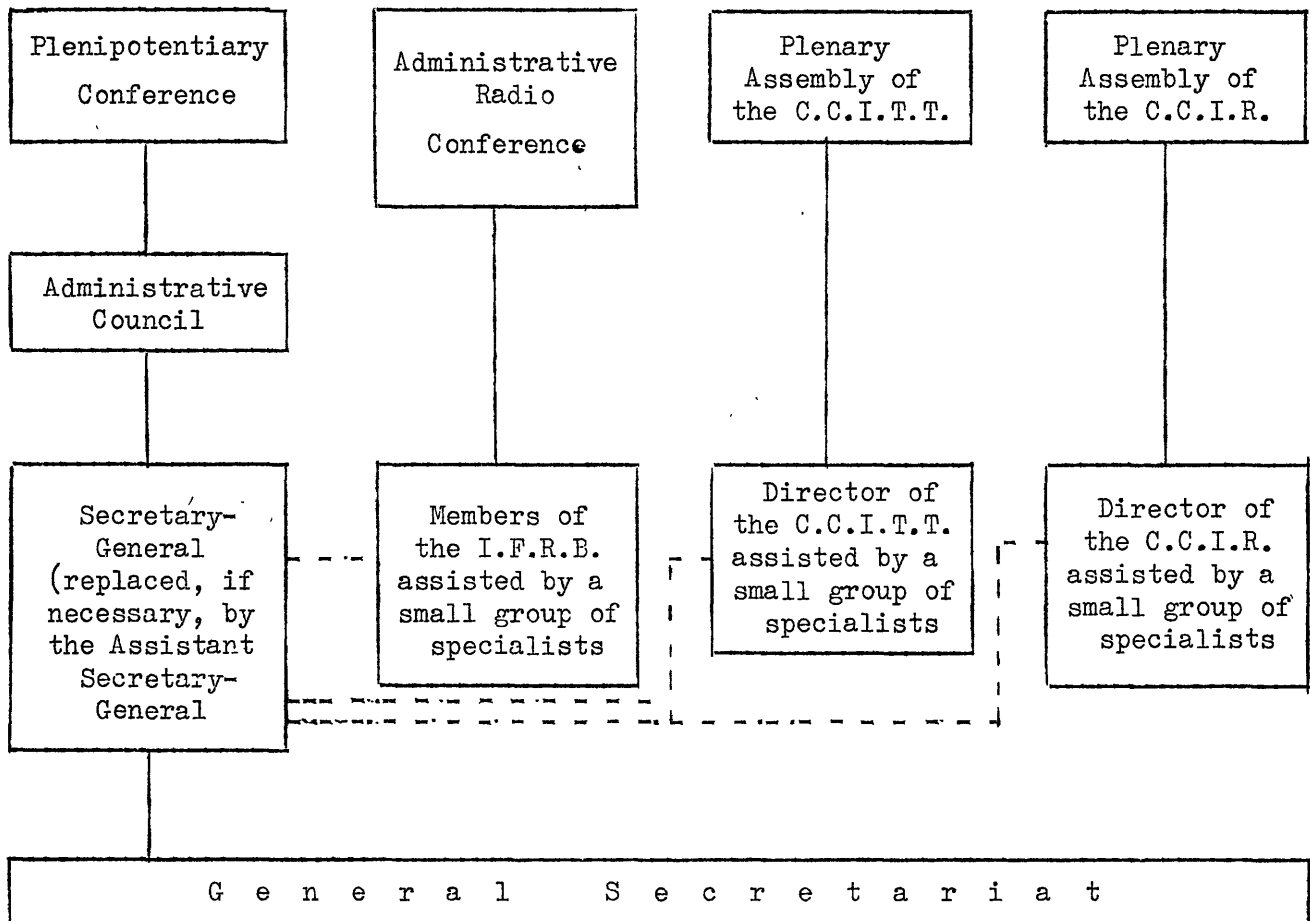 Plenipotentiary
Conference
Administrative
Radio
Conference
Plenary
Assembly of
the C.C.I.T.T.
Plenary
Assembly of
the C.C.I.R.
Administrative
Council
Secretary-
General
(replaced, if
necessary, by
the Assistant
Secretary-
General
Members of
the I.F.R.B.
assisted by a
small group of
specialists
Director of
the C.C.I.T.T.
assisted by a
small group of
specialists
Director of
the C.C.I.R.
assisted by a
small group of
specialists
General Secretariat